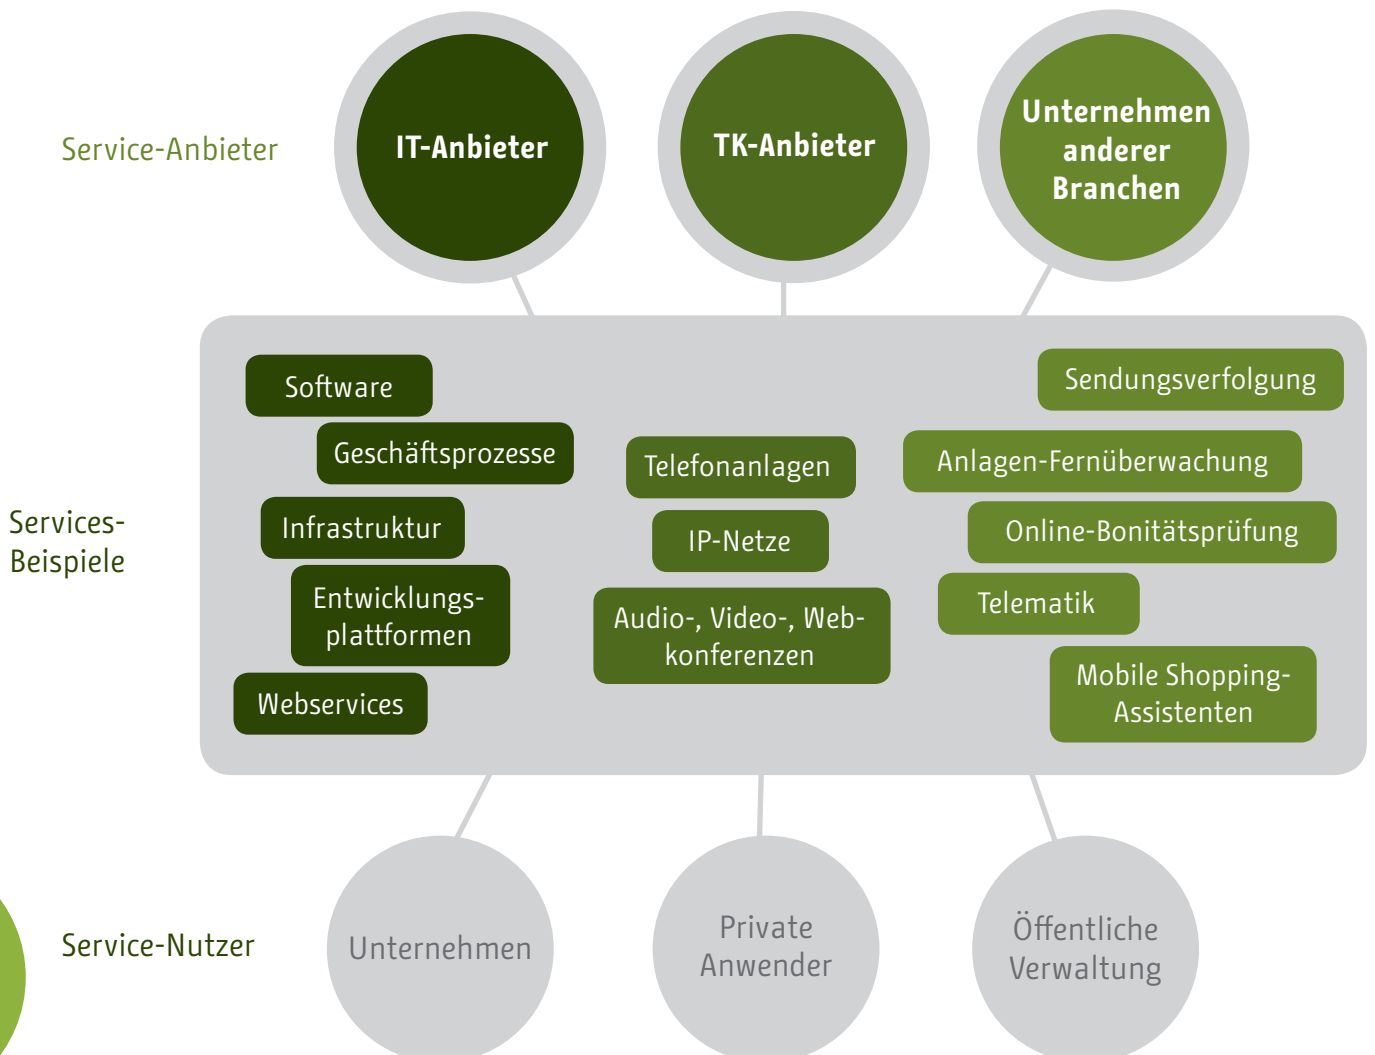 Service-Anbieter
IT-Anbieter
TK-Anbieter
Unternehmen
anderer
Branchen
Services-
Beispiele
Software
Geschäftsprozesse
Infrastruktur
Entwicklungs-
plattformen
Webservices
Telefonanlagen
IP-Netze
Audio-, Video-, Web-
konferenzen
Sendungsverfolgung
Anlagen-Fernüberwachung
Online-Bonitätsprüfung
Telematik
Mobile Shopping-
Assistenten
Service-Nutzer
Unternehmen
Private
Anwender
Öffentliche
Verwaltung